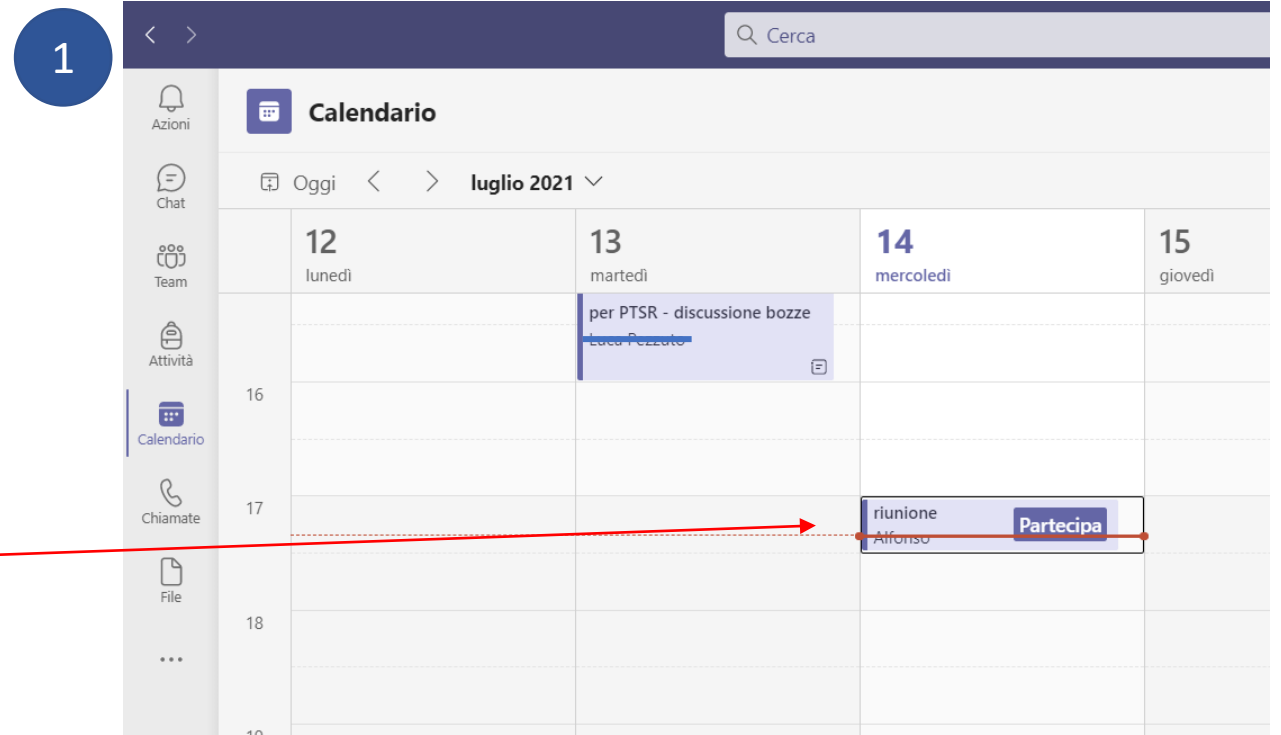 1
Cerca
Azioni
Calendario
Chat
Oggi
luglio 2021
Team
12
13
14
15
lunedì
martedì
mercoledì
giovedì
per PTSR - discussione bozze
Attività
16
Calendario
17
riunione
Partecipa
Alfonso
Chiamate
File
18